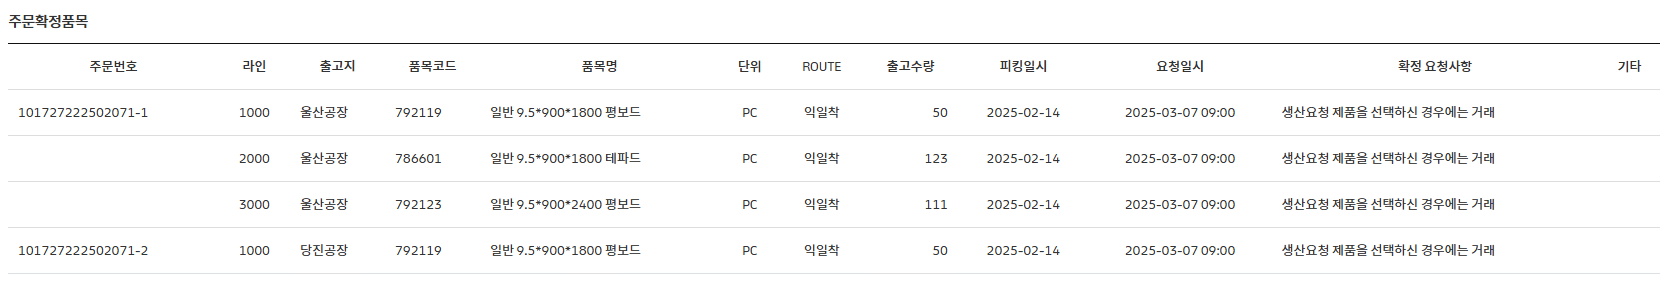 주문확정품목
주문번호 라인 출고지 품목코드 품목명 단위 ROUTE 출고수량 피킹일시 요청일시 확정 요청사항 기타
101727222502071-1 1000 울산공장 792119 일반 9.5*900*1800 평보드 PC 익일착 50 2025-02-14 2025-03-07 09:00 생산요청 제품을 선택하신 경우에는 거래
2000 울산공장 786601 일반 9.5*900*1800 테파드 PC 익일착 123 2025-02-14 2025-03-07 09:00 생산요청 제품을 선택하신 경우에는 거래
3000 울산공장 792123 일반 9.5*900*2400 평보드 PC 익일착 111 2025-02-14 2025-03-07 09:00 생산요청 제품을 선택하신 경우에는 거래
101727222502071-2 1000 당진공장 792119 일반 9.5*900*1800 평보드 PC 익일착 50 2025-02-14 2025-03-07 09:00 생산요청 제품을 선택하신 경우에는 거래